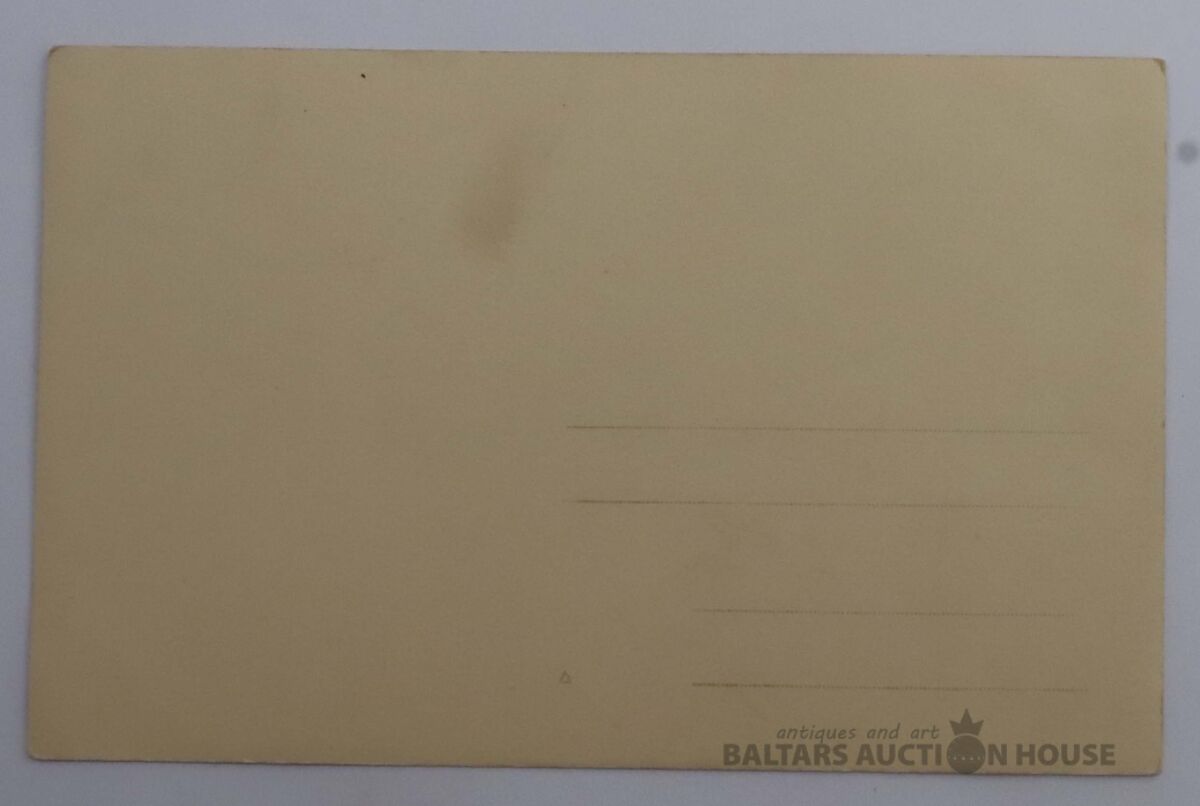 antiques and art
BALTARS AUCTION HOUSE